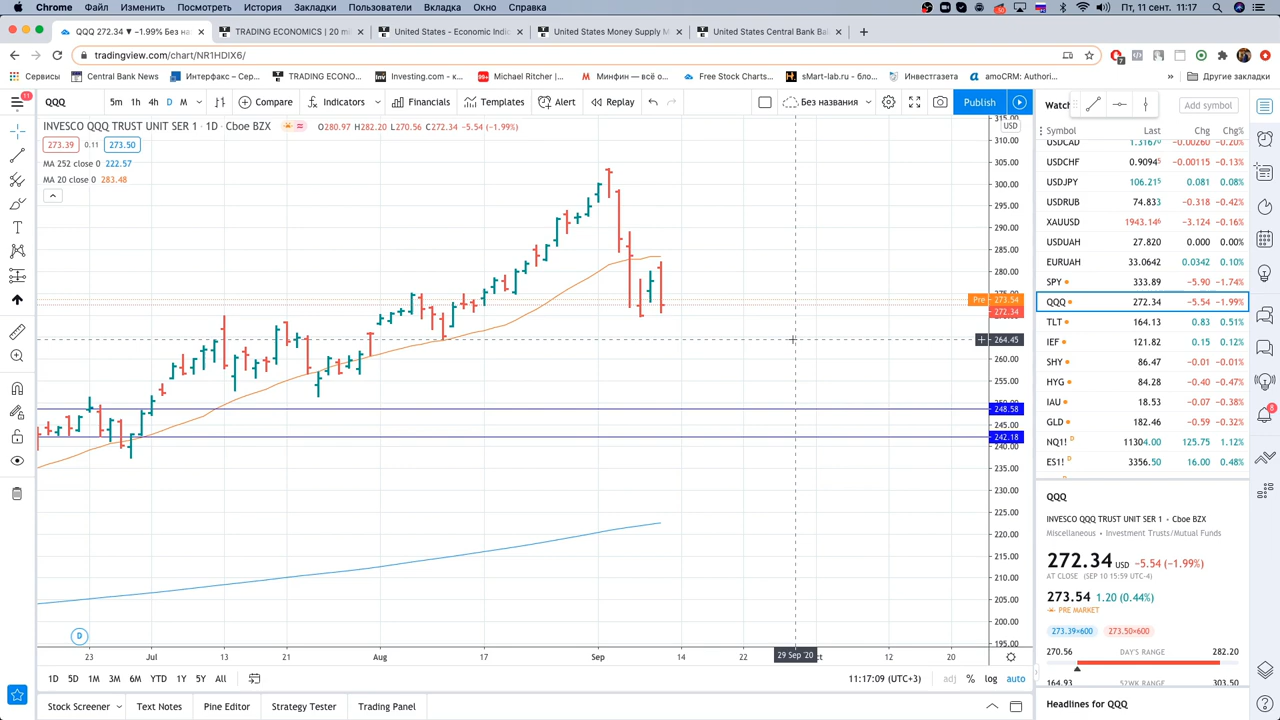 Chrome Файл Изменить Посмотреть История Закладки Пользователи Вкладка Окно Справка Пт, 11 сент. 11:17
QQQ 272.34 ▼ −1.99% Без на
TRADING ECONOMICS | 20 mi
United States - Economic Indic
United States Money Supply M
United States Central Bank Bal
tradingview.com/chart/NR1HDIX6/
Сервисы Central Bank News Интерфакс – Сер... TRADING ECONO... Investing.com - к... Michael Ritcher |... Минфин — всё о... Free Stock Charts... sMart-lab.ru - бло... Инвестгазета amoCRM: Authori... » Другие закладки
11 QQQ 5m 1h 4h D M Compare Indicators Financials Templates Alert Replay Без названия Publish
Watch Add symbol
INVESCO QQQ TRUST UNIT SER 1 · 1D · Cboe BZX O280.97 H282.20 L270.56 C272.34 −5.54 (−1.99%)
273.39 0.11 273.50
MA 252 close 0 222.57
MA 20 close 0 283.48
USD
315.00
310.00
305.00
300.00
295.00
290.00
285.00
280.00
275.00
Pre 273.54
272.34
264.45
260.00
255.00
248.58
242.18
235.00
230.00
225.00
220.00
215.00
210.00
205.00
200.00
195.00
D
23 Jul 13 21 Aug 17 Sep 14 22 29 Sep '20 12 20
1D 5D 1M 3M 6M YTD 1Y 5Y All 11:17:09 (UTC+3) adj % log auto
Stock Screener Text Notes Pine Editor Strategy Tester Trading Panel
Symbol Last Chg Chg%
USDCAD 1.3167⁰ −0.00260 −0.20%
USDCHF 0.9094⁵ −0.00115 −0.13%
USDJPY 106.21⁵ 0.081 0.08%
USDRUB 74.833 −0.318 −0.42%
XAUUSD 1943.14⁶ −3.124 −0.16%
USDUAH 27.820 0.000 0.00%
EURUAH 33.0642 0.0342 0.10%
SPY 333.89 −5.90 −1.74%
QQQ 272.34 −5.54 −1.99%
TLT 164.13 0.83 0.51%
IEF 121.82 0.15 0.12%
SHY 86.47 −0.01 −0.01%
HYG 84.28 −0.40 −0.47%
IAU 18.53 −0.07 −0.38%
GLD 182.46 −0.59 −0.32%
NQ1! D 11304.00 125.75 1.12%
ES1! D 3356.50 16.00 0.48%
QQQ
INVESCO QQQ TRUST UNIT SER 1 • Cboe BZX
Miscellaneous • Investment Trusts/Mutual Funds
272.34 USD −5.54 (−1.99%)
AT CLOSE (SEP 10 15:59 UTC-4)
273.54 1.20 (0.44%)
PRE MARKET
273.39×600 273.50×600
270.56 DAY'S RANGE 282.20
164.93 52WK RANGE 303.50
Headlines for QQQ